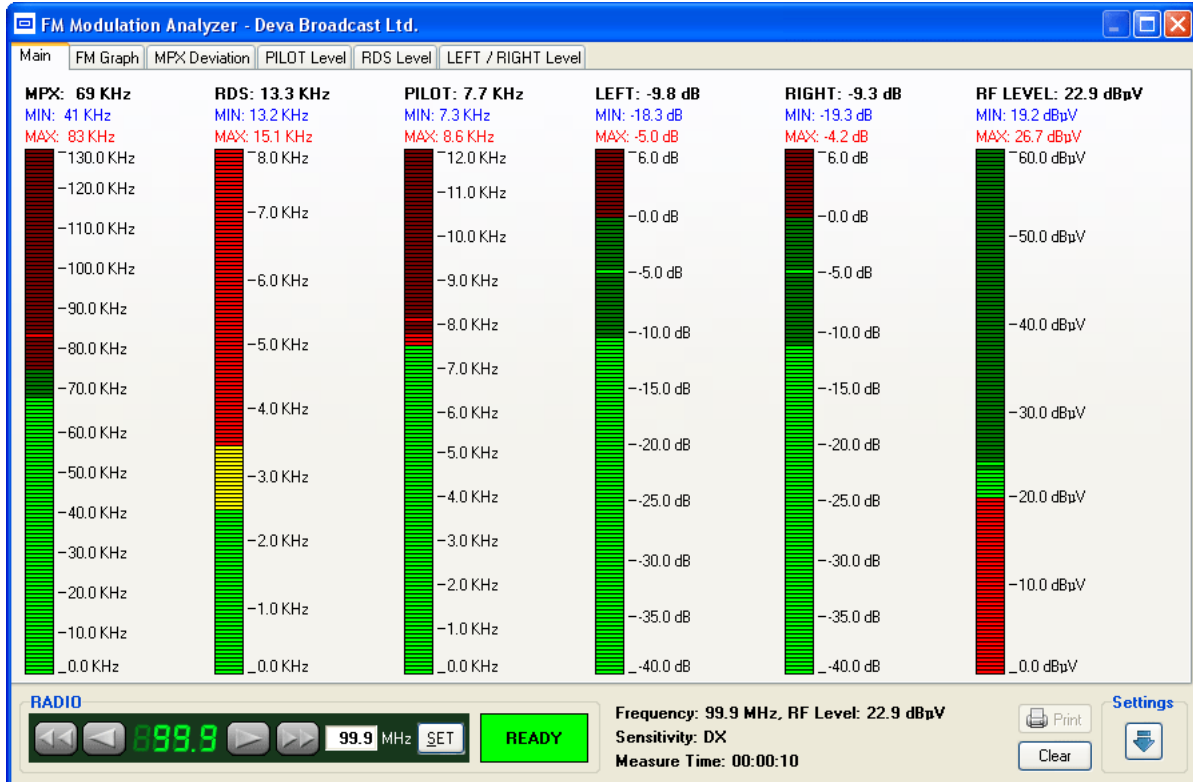 FM Modulation Analyzer - Deva Broadcast Ltd.
Main FM Graph MPX Deviation PILOT Level RDS Level LEFT / RIGHT Level
MPX: 69 KHz RDS: 13.3 KHz PILOT: 7.7 KHz LEFT: -9.8 dB RIGHT: -9.3 dB RF LEVEL: 22.9 dBµV
MIN: 41 KHz MIN: 13.2 KHz MIN: 7.3 KHz MIN: -18.3 dB MIN: -19.3 dB MIN: 19.2 dBµV
MAX: 83 KHz MAX: 15.1 KHz MAX: 8.6 KHz MAX: -5.0 dB MAX: -4.2 dB MAX: 26.7 dBµV
130.0 KHz
120.0 KHz
110.0 KHz
100.0 KHz
90.0 KHz
80.0 KHz
70.0 KHz
60.0 KHz
50.0 KHz
40.0 KHz
30.0 KHz
20.0 KHz
10.0 KHz
0.0 KHz
8.0 KHz
7.0 KHz
6.0 KHz
5.0 KHz
4.0 KHz
3.0 KHz
2.0 KHz
1.0 KHz
0.0 KHz
12.0 KHz
11.0 KHz
10.0 KHz
9.0 KHz
8.0 KHz
7.0 KHz
6.0 KHz
5.0 KHz
4.0 KHz
3.0 KHz
2.0 KHz
1.0 KHz
0.0 KHz
6.0 dB
0.0 dB
-5.0 dB
-10.0 dB
-15.0 dB
-20.0 dB
-25.0 dB
-30.0 dB
-35.0 dB
-40.0 dB
6.0 dB
0.0 dB
-5.0 dB
-10.0 dB
-15.0 dB
-20.0 dB
-25.0 dB
-30.0 dB
-35.0 dB
-40.0 dB
60.0 dBµV
50.0 dBµV
40.0 dBµV
30.0 dBµV
20.0 dBµV
10.0 dBµV
0.0 dBµV
RADIO
99.9 99.9 MHz SET READY
Frequency: 99.9 MHz, RF Level: 22.9 dBµV
Sensitivity: DX
Measure Time: 00:00:10
Print
Clear
Settings